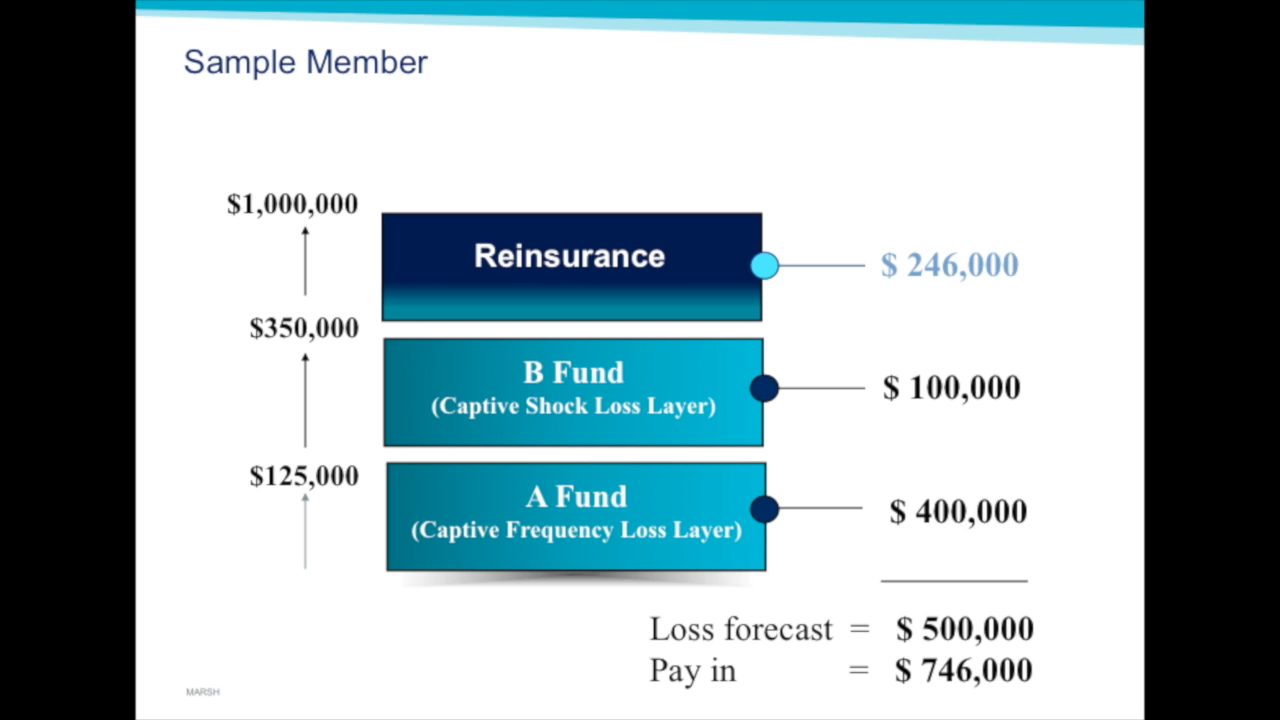 Sample Member
$1,000,000
Reinsurance
$ 246,000
$350,000
B Fund
(Captive Shock Loss Layer)
$ 100,000
$125,000
A Fund
(Captive Frequency Loss Layer)
$ 400,000
Loss forecast = $ 500,000
Pay in = $ 746,000
MARSH